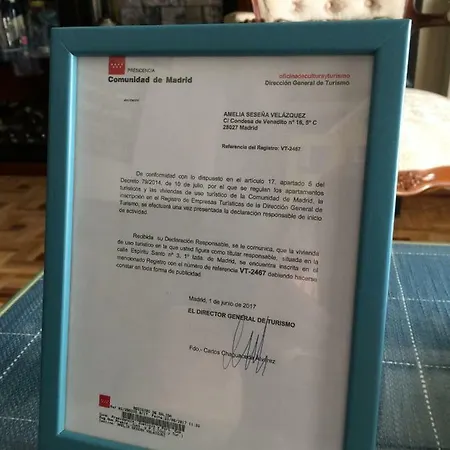 PRESIDENCIA
Comunidad de Madrid
oficinadeculturayturismo
Dirección General de Turismo
AMELIA SESEÑA VELÁZQUEZ
C/ Condesa de Venadito nº 16, 5º C
28027 Madrid
Referencia del Registro: VT-2467
De conformidad con lo dispuesto en el artículo 17, apartado 5 del
Decreto 79/2014, de 10 de julio, por el que se regulan los apartamentos
turísticos y las viviendas de uso turístico de la Comunidad de Madrid, la
inscripción en el Registro de Empresas Turísticas de la Dirección General de
Turismo, se efectuará una vez presentada la declaración responsable de inicio
de actividad.
Recibida su Declaración Responsable, se le comunica, que la vivienda
de uso turístico en la que usted figura como titular responsable, situada en la
calle Espíritu Santo nº 3, 1º Izda. de Madrid, se encuentra inscrita en el
mencionado Registro con el número de referencia VT-2467 debiendo hacerse
constar en toda forma de publicidad.
Madrid, 1 de junio de 2017
EL DIRECTOR GENERAL DE TURISMO
Fdo.- Carlos Chaguaceda Álvarez
REGISTRO DE SALIDA